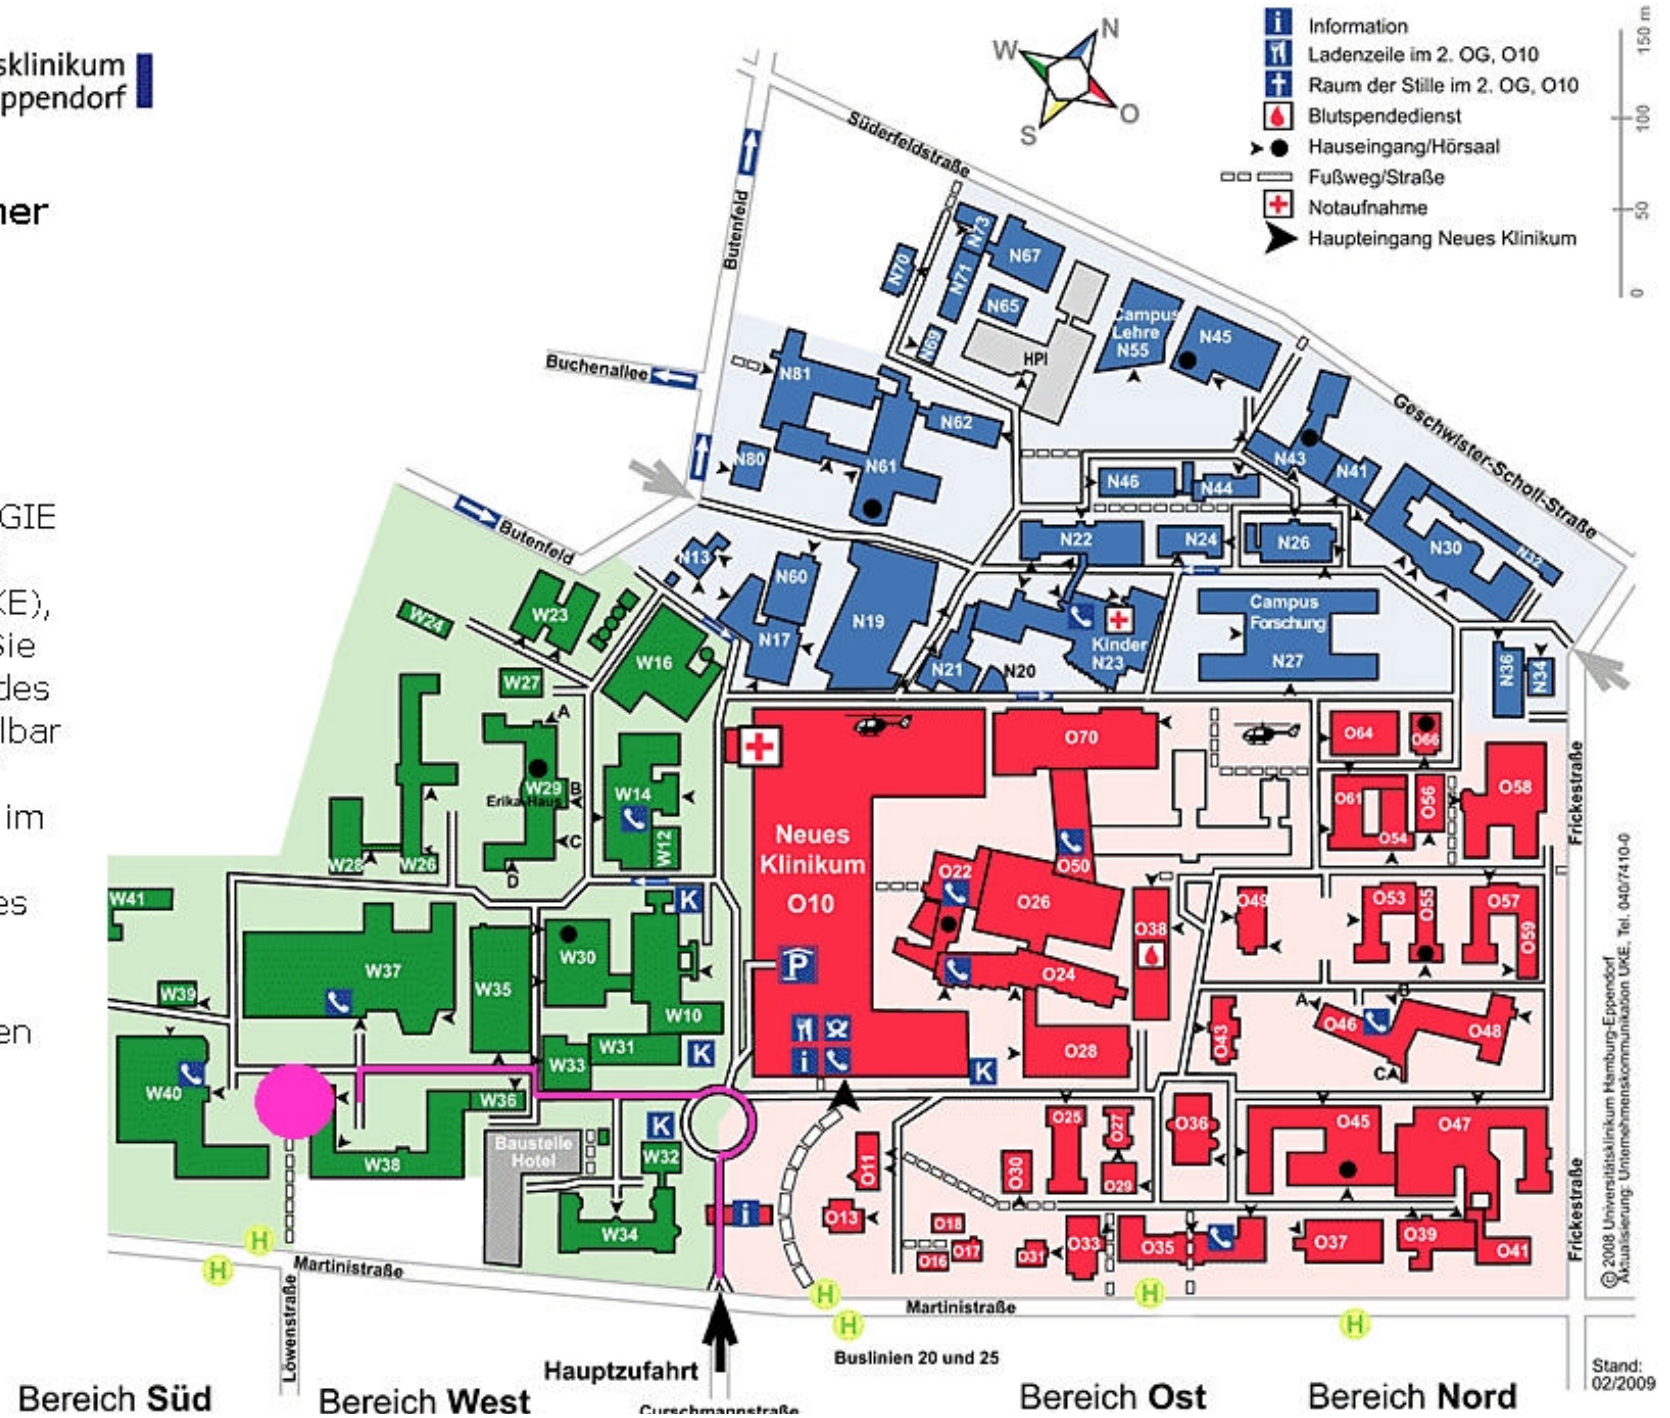 sklinikum
ppendorf
ner
GIE
KE),
Sie
des
lbar
im
es
en
N
W
O
S
Information
Ladenzeile im 2. OG, O10
Raum der Stille im 2. OG, O10
Blutspendedienst
Hauseingang/Hörsaal
Fußweg/Straße
Notaufnahme
Haupteingang Neues Klinikum
150 m
100
50
0
Süderfeldstraße
Butenfeld
Buchenallee
Geschwister-Scholl-Straße
Butenfeld
N73
N70
N71
N67
N65
N69
HPI
Campus
Lehre
N55
N45
N81
N62
N80
N61
N43
N41
N46
N44
N22
N24
N26
N30
N32
N13
N60
N17
N19
N21
N20
Kinder
N23
Campus
Forschung
N27
N36
N34
W24
W23
W16
W27
A
W29
Erika-Haus
B
C
D
W14
W12
W28
W26
W41
W37
W35
W30
W10
W39
W31
W33
W40
W36
W38
Baustelle
Hotel
W32
W34
K
K
K
K
Neues
Klinikum
O10
P
i
i
O70
O64
O66
O61
O56
O54
O58
O50
O22
O26
O38
O24
O28
O49
O53
O55
O57
O59
O43
A
B
O46
O48
C
O25
O27
O36
O45
O47
O11
O30
O29
O13
O18
O17
O16
O31
O33
O35
O37
O39
O41
Frickestraße
Frickestraße
H
H
H
H
H
H
Martinistraße
Martinistraße
Löwenstraße
Buslinien 20 und 25
Hauptzufahrt
Curschmannstraße
Bereich Süd
Bereich West
Bereich Ost
Bereich Nord
Stand:
02/2009
© 2008 Universitätsklinikum Hamburg-Eppendorf
Aktualisierung: Unternehmenskommunikation UKE, Tel. 040/7410-0